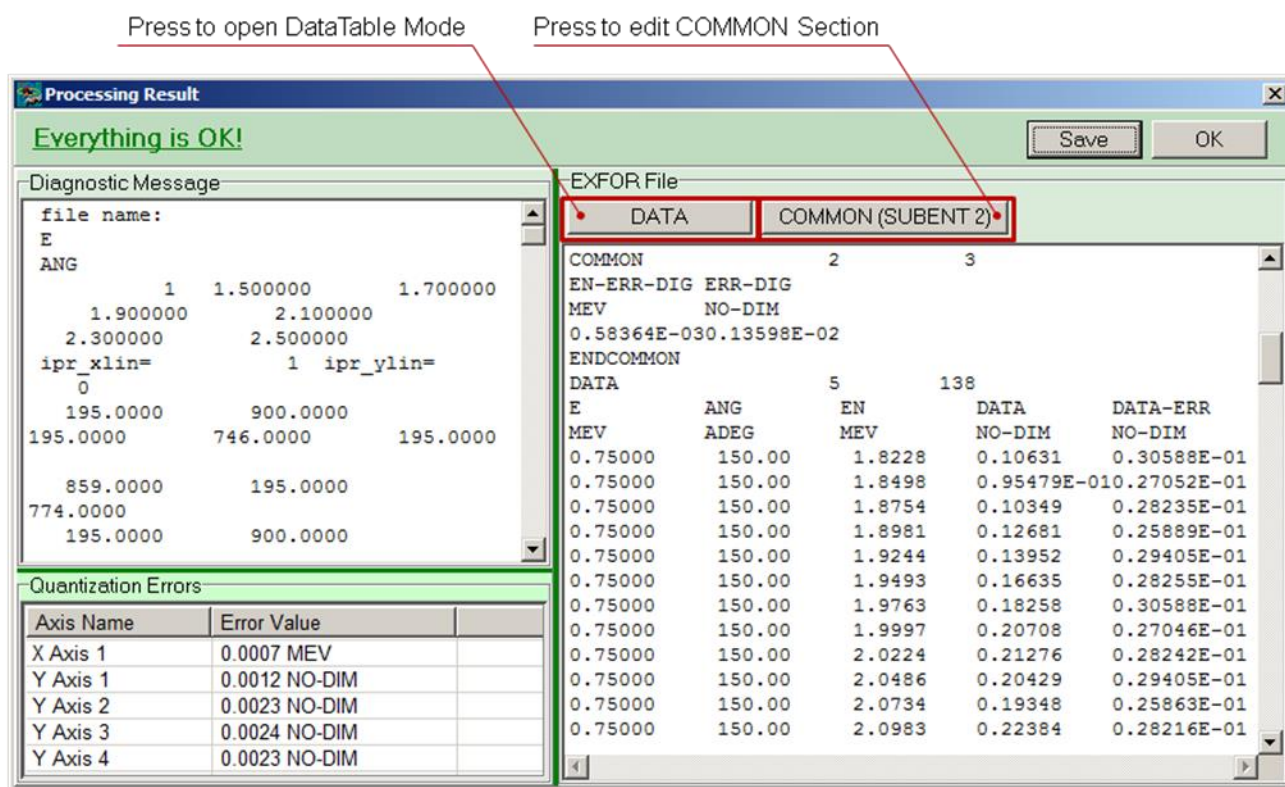 Press to open DataTable Mode Press to edit COMMON Section
Processing Result
Everything is OK! Save OK
Diagnostic Message
file name:
E
ANG
1 1.500000 1.700000
1.900000 2.100000
2.300000 2.500000
ipr_xlin= 1 ipr_ylin=
0
195.0000 900.0000
195.0000 746.0000 195.0000
859.0000 195.0000
774.0000
195.0000 900.0000
Quantization Errors
Axis Name Error Value
X Axis 1 0.0007 MEV
Y Axis 1 0.0012 NO-DIM
Y Axis 2 0.0023 NO-DIM
Y Axis 3 0.0024 NO-DIM
Y Axis 4 0.0023 NO-DIM
EXFOR File
DATA COMMON (SUBENT 2)
COMMON 2 3
EN-ERR-DIG ERR-DIG
MEV NO-DIM
0.58364E-030.13598E-02
ENDCOMMON
DATA 5 138
E ANG EN DATA DATA-ERR
MEV ADEG MEV NO-DIM NO-DIM
0.75000 150.00 1.8228 0.10631 0.30588E-01
0.75000 150.00 1.8498 0.95479E-010.27052E-01
0.75000 150.00 1.8754 0.10349 0.28235E-01
0.75000 150.00 1.8981 0.12681 0.25889E-01
0.75000 150.00 1.9244 0.13952 0.29405E-01
0.75000 150.00 1.9493 0.16635 0.28255E-01
0.75000 150.00 1.9763 0.18258 0.30588E-01
0.75000 150.00 1.9997 0.20708 0.27046E-01
0.75000 150.00 2.0224 0.21276 0.28242E-01
0.75000 150.00 2.0486 0.20429 0.29405E-01
0.75000 150.00 2.0734 0.19348 0.25863E-01
0.75000 150.00 2.0983 0.22384 0.28216E-01